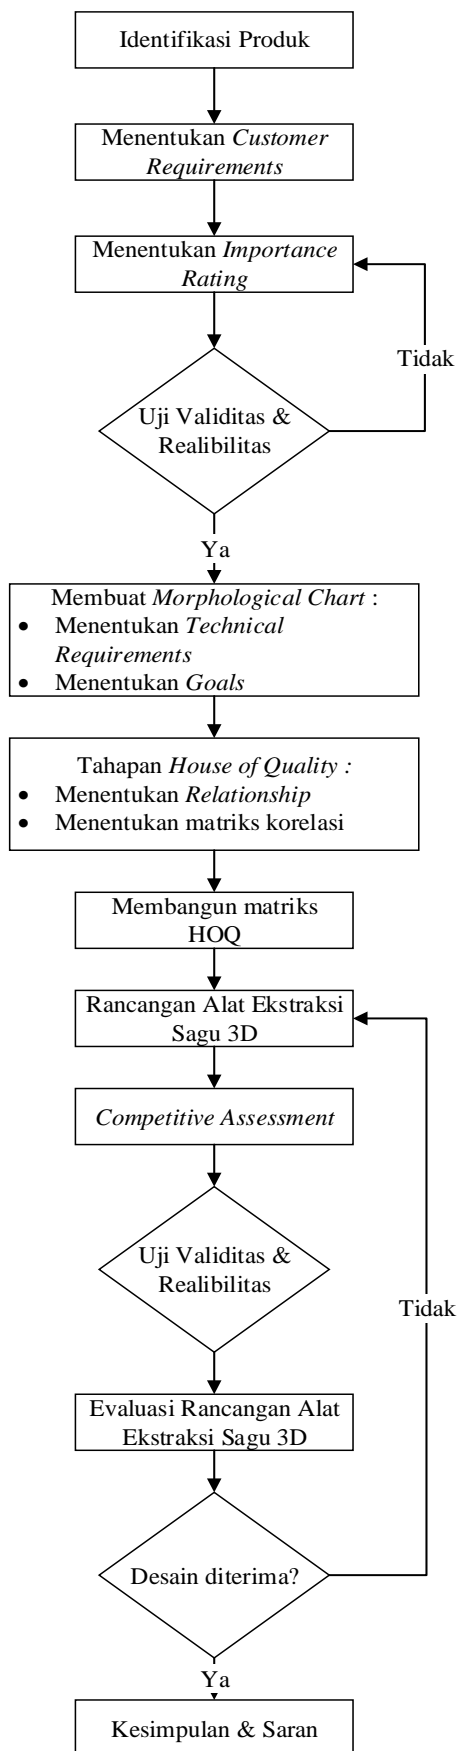 Identifikasi Produk
Menentukan Customer
Requirements
Menentukan Importance
Rating
Tidak
Uji Validitas &
Realibilitas
Ya
Membuat Morphological Chart :
• Menentukan Technical
Requirements
• Menentukan Goals
Tahapan House of Quality :
• Menentukan Relationship
• Menentukan matriks korelasi
Membangun matriks
HOQ
Rancangan Alat Ekstraksi
Sagu 3D
Competitive Assessment
Uji Validitas &
Realibilitas
Tidak
Evaluasi Rancangan Alat
Ekstraksi Sagu 3D
Desain diterima?
Ya
Kesimpulan & Saran